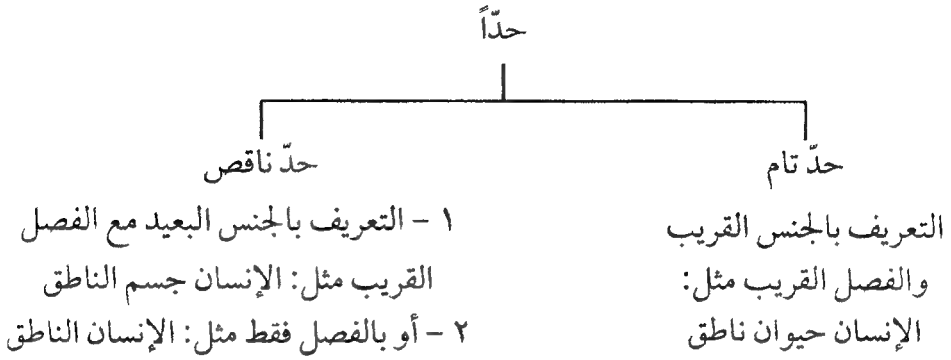 حدّاً
حدّ تام
التعريف بالجنس القريب
والفصل القريب مثل:
الإنسان حيوان ناطق
حدّ ناقص
١ - التعريف بالجنس البعيد مع الفصل
القريب مثل: الإنسان جسم الناطق
٢ - أو بالفصل فقط مثل: الإنسان الناطق